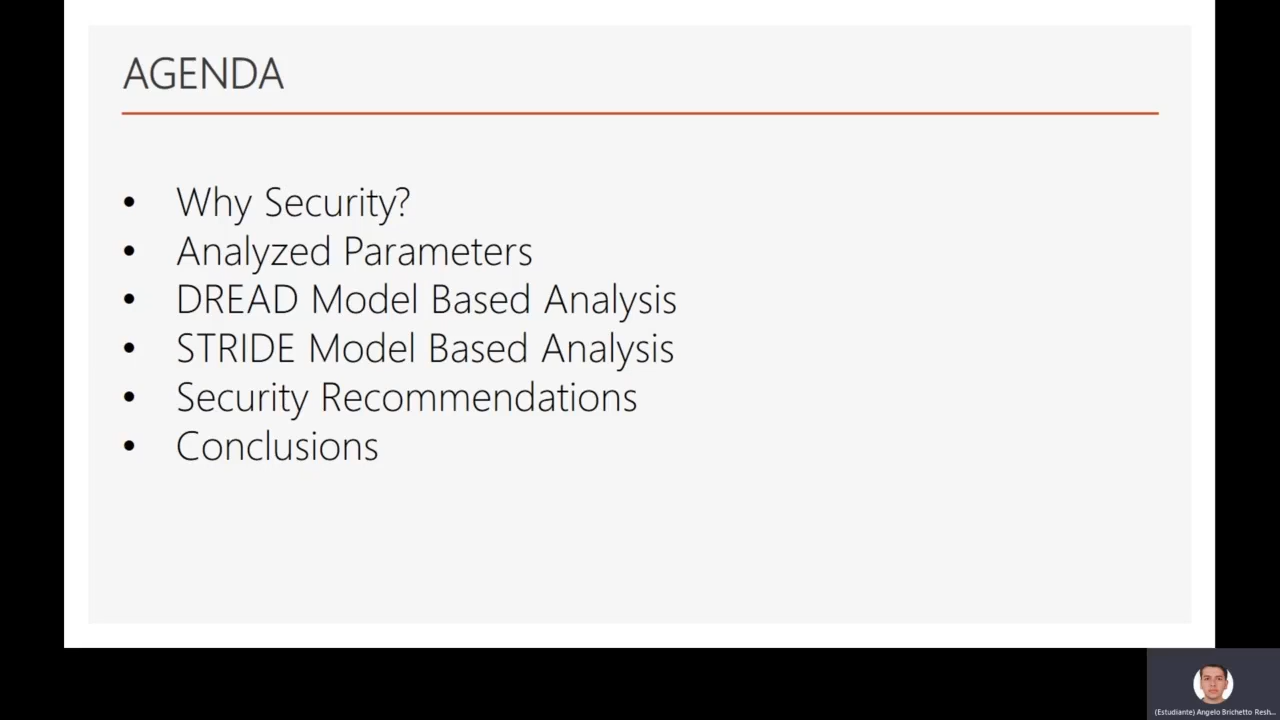 AGENDA
• Why Security?
• Analyzed Parameters
• DREAD Model Based Analysis
• STRIDE Model Based Analysis
• Security Recommendations
• Conclusions
(Estudiante) Angelo Brichetto Resh...